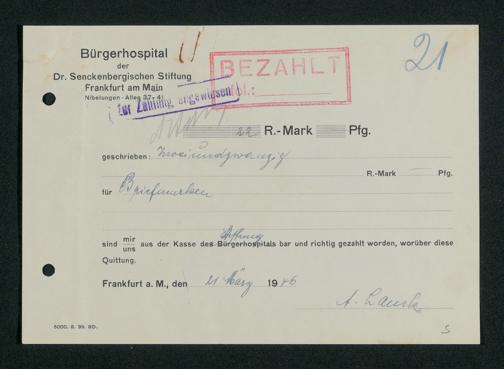 Bürgerhospital
der
Dr. Senckenbergischen Stiftung
Frankfurt am Main
Nibelungen-Allee 37-41
21
BEZAHLT
bl.:
Zur Zahlung angewiesen
22 R.-Mark Pfg.
geschrieben: Zweiundzwanzig
R.-Mark — Pfg.
für Briefmarken
Stiftung
sind mir uns aus der Kasse des Bürgerhospitals bar und richtig gezahlt worden, worüber diese
Quittung.
Frankfurt a. M., den 21 März 1946
A.
5000. 8. 39. BD.
S